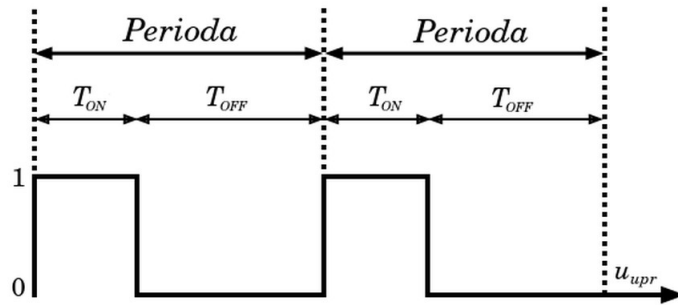 Perioda Perioda
T_ON T_OFF T_ON T_OFF
1
u_upr
0